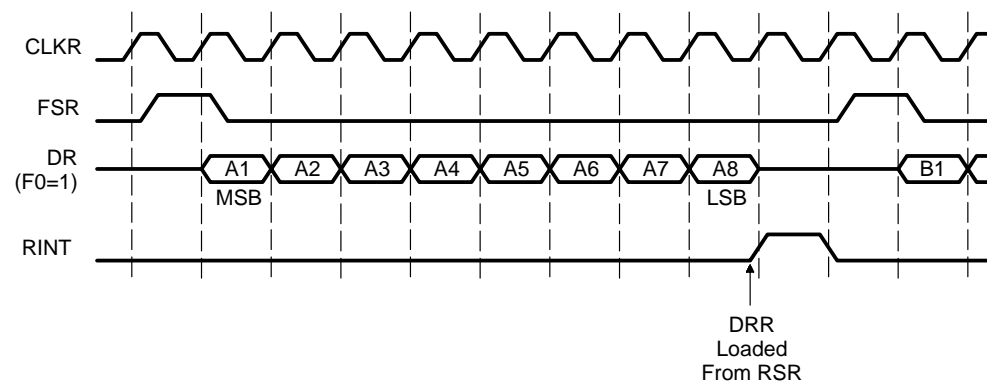 CLKR
FSR
DR
(F0=1)
A1 A2 A3 A4 A5 A6 A7 A8 B1
MSB LSB
RINT
DRR
Loaded
From RSR